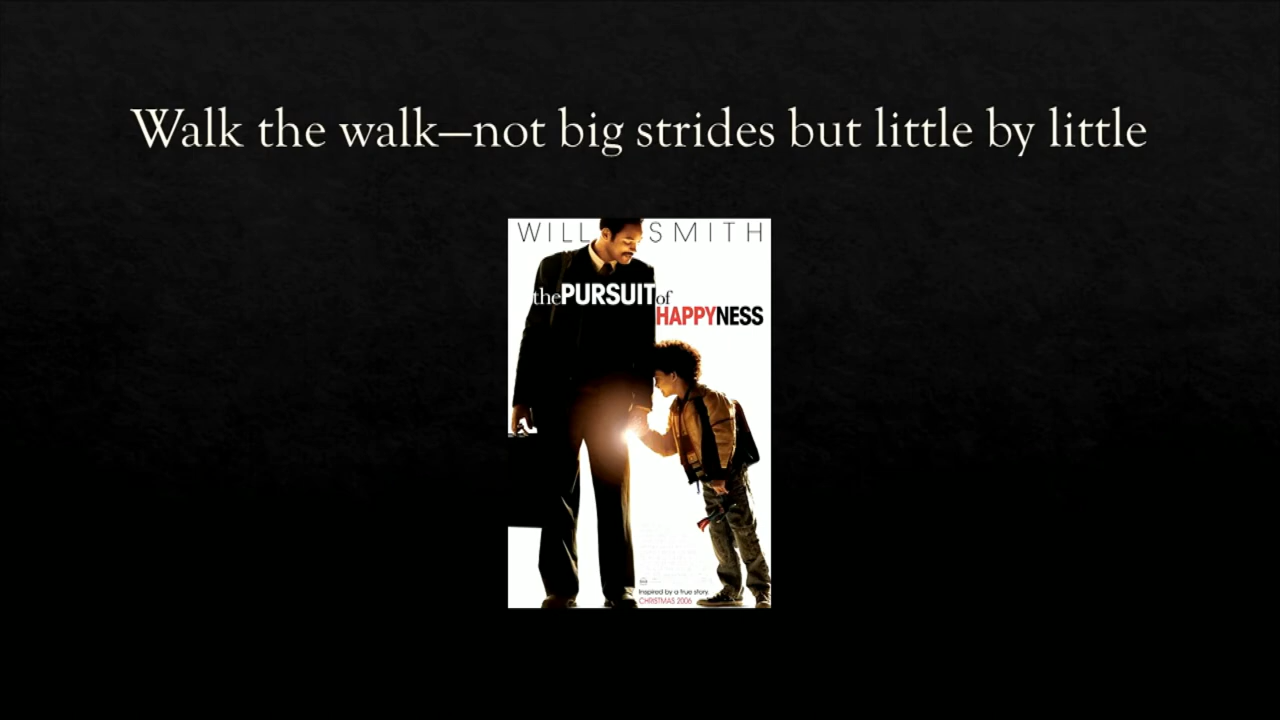 Walk the walk—not big strides but little by little
WILL SMITH
the PURSUIT of
HAPPYNESS
Inspired by a true story.
CHRISTMAS 2006